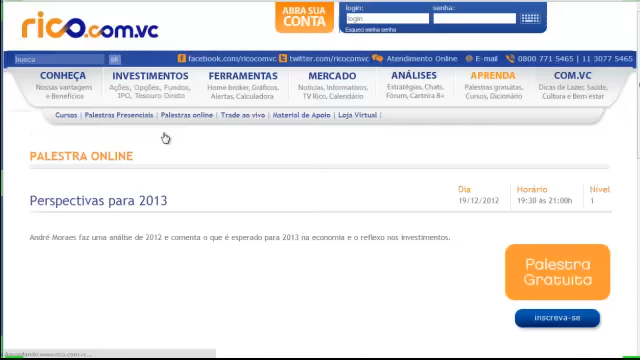 rico.com.vc
ABRA SUA
CONTA
login:
senha:
login
Esqueci minha senha
busca
ok
facebook.com/ricocomvc
twitter.com/ricocomvc
Atendimento Online
E-mail
0800 771 5465 | 11 3077 5465
CONHEÇA
Nossas vantagens
e Benefícios
INVESTIMENTOS
Ações, Opções, Fundos,
IPO, Tesouro Direto
FERRAMENTAS
Home broker, Gráficos,
Alertas, Calculadora
MERCADO
Notícias, Informativos,
TV Rico, Calendário
ANÁLISES
Estratégias, Chats,
Fórum, Carteira 8+
APRENDA
Palestras gratuitas,
Cursos, Dicionário
COM.VC
Dicas de Lazer, Saúde,
Cultura e Bem estar
Cursos | Palestras Presenciais | Palestras online | Trade ao vivo | Material de Apoio | Loja Virtual |
PALESTRA ONLINE
Perspectivas para 2013
Dia
19/12/2012
Horário
19:30 às 21:00h
Nível
1
André Moraes faz uma análise de 2012 e comenta o que é esperado para 2013 na economia e o reflexo nos investimentos.
Palestra
Gratuita
inscreva-se
Aguardando www.rico.com.vc...